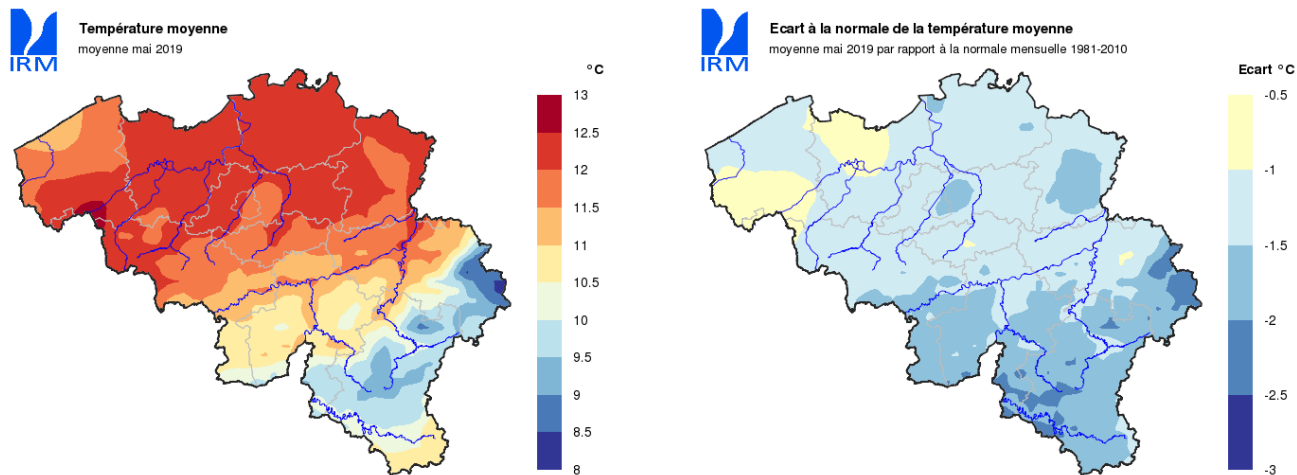 IRM
Température moyenne
moyenne mai 2019
°C
13
12.5
12
11.5
11
10.5
10
9.5
9
8.5
8
IRM
Ecart à la normale de la température moyenne
moyenne mai 2019 par rapport à la normale mensuelle 1981-2010
Ecart °C
-0.5
-1
-1.5
-2
-2.5
-3